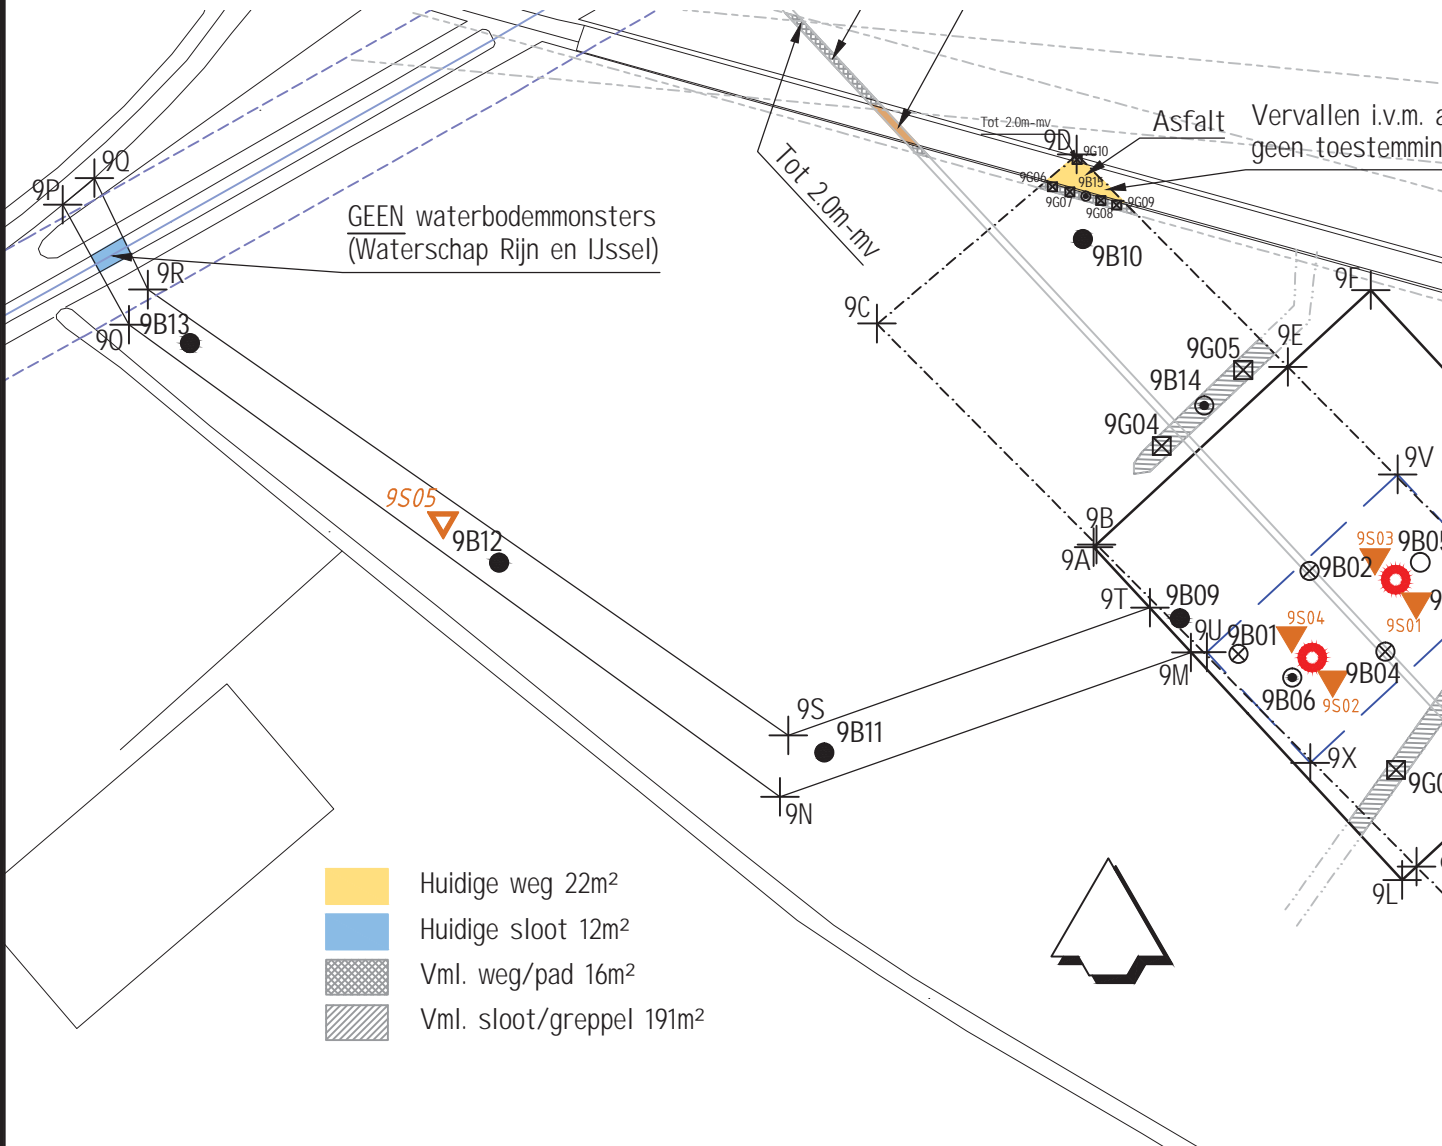 Tot 2.0m-mv
9D
9G10
Asfalt
Vervallen i.v.m.
geen
9Q
9P
9G06
9B15
9G07
9G08
9G09
GEEN waterbodemmonsters
(Waterschap Rijn en IJssel)
Tot 2.0m-mv
9B10
9R
9F
9C
9O
9B13
9E
9G05
9B14
9G04
9V
9S05
9B12
9B
9A
9S03
9B05
9B02
9T
9B09
9S01
9S04
9U
9B01
9M
9B04
9B06
9S02
9S
9B11
9X
9N
9L
Huidige weg 22m²
Huidige sloot 12m²
Vml. weg/pad 16m²
Vml. sloot/greppel 191m²